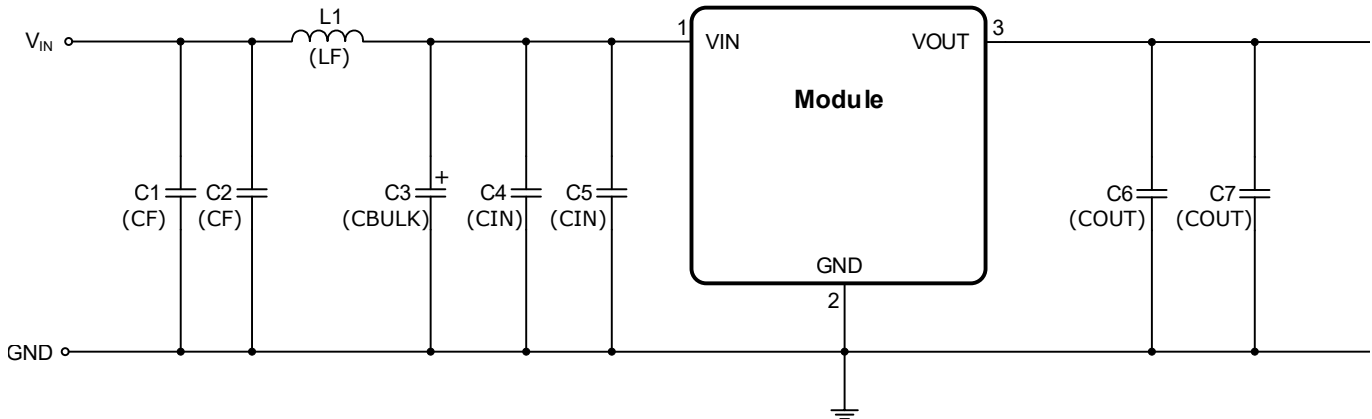 L1
(LF)
VIN
1
VIN
VOUT
3
Module
C1
(CF)
C2
(CF)
C3
+
(CBULK)
C4
(CIN)
C5
(CIN)
C6
(COUT)
C7
(COUT)
GND
2
GND